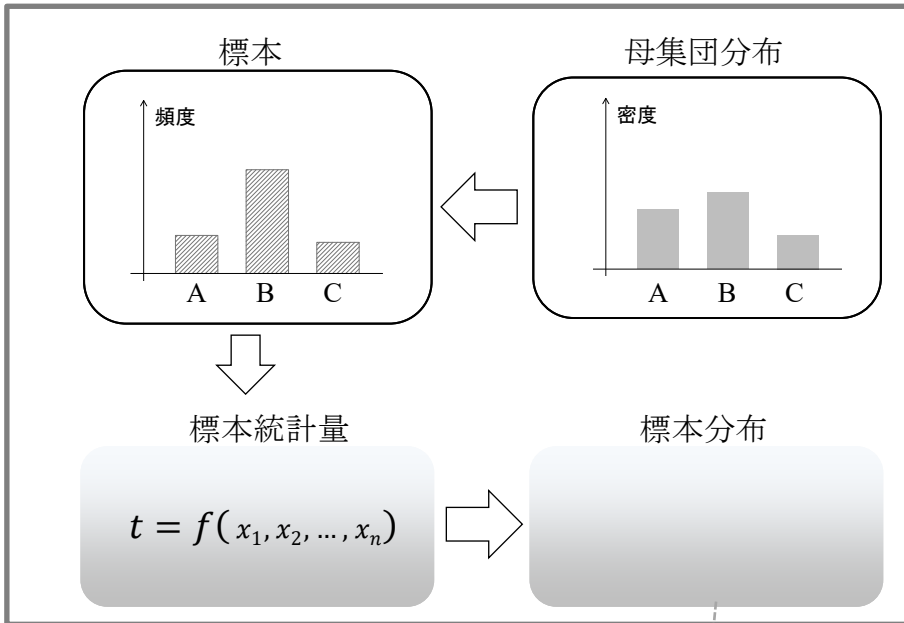 標本
母集団分布
頻度
A B C
密度
A B C
標本統計量
標本分布
t = f( x₁, x₂, … , xₙ)